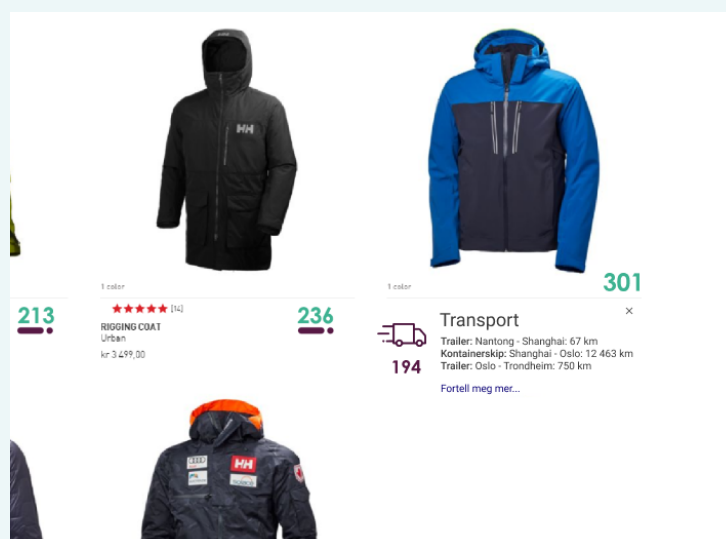 HH
1 color
1 color
301
213
★★★★★ [14]
236
RIGGING COAT
Urban
kr 3 499,00
194
Transport
Trailer: Nantong - Shanghai: 67 km
Kontainerskip: Shanghai - Oslo: 12 463 km
Trailer: Oslo - Trondheim: 750 km
Fortell meg mer...
HH